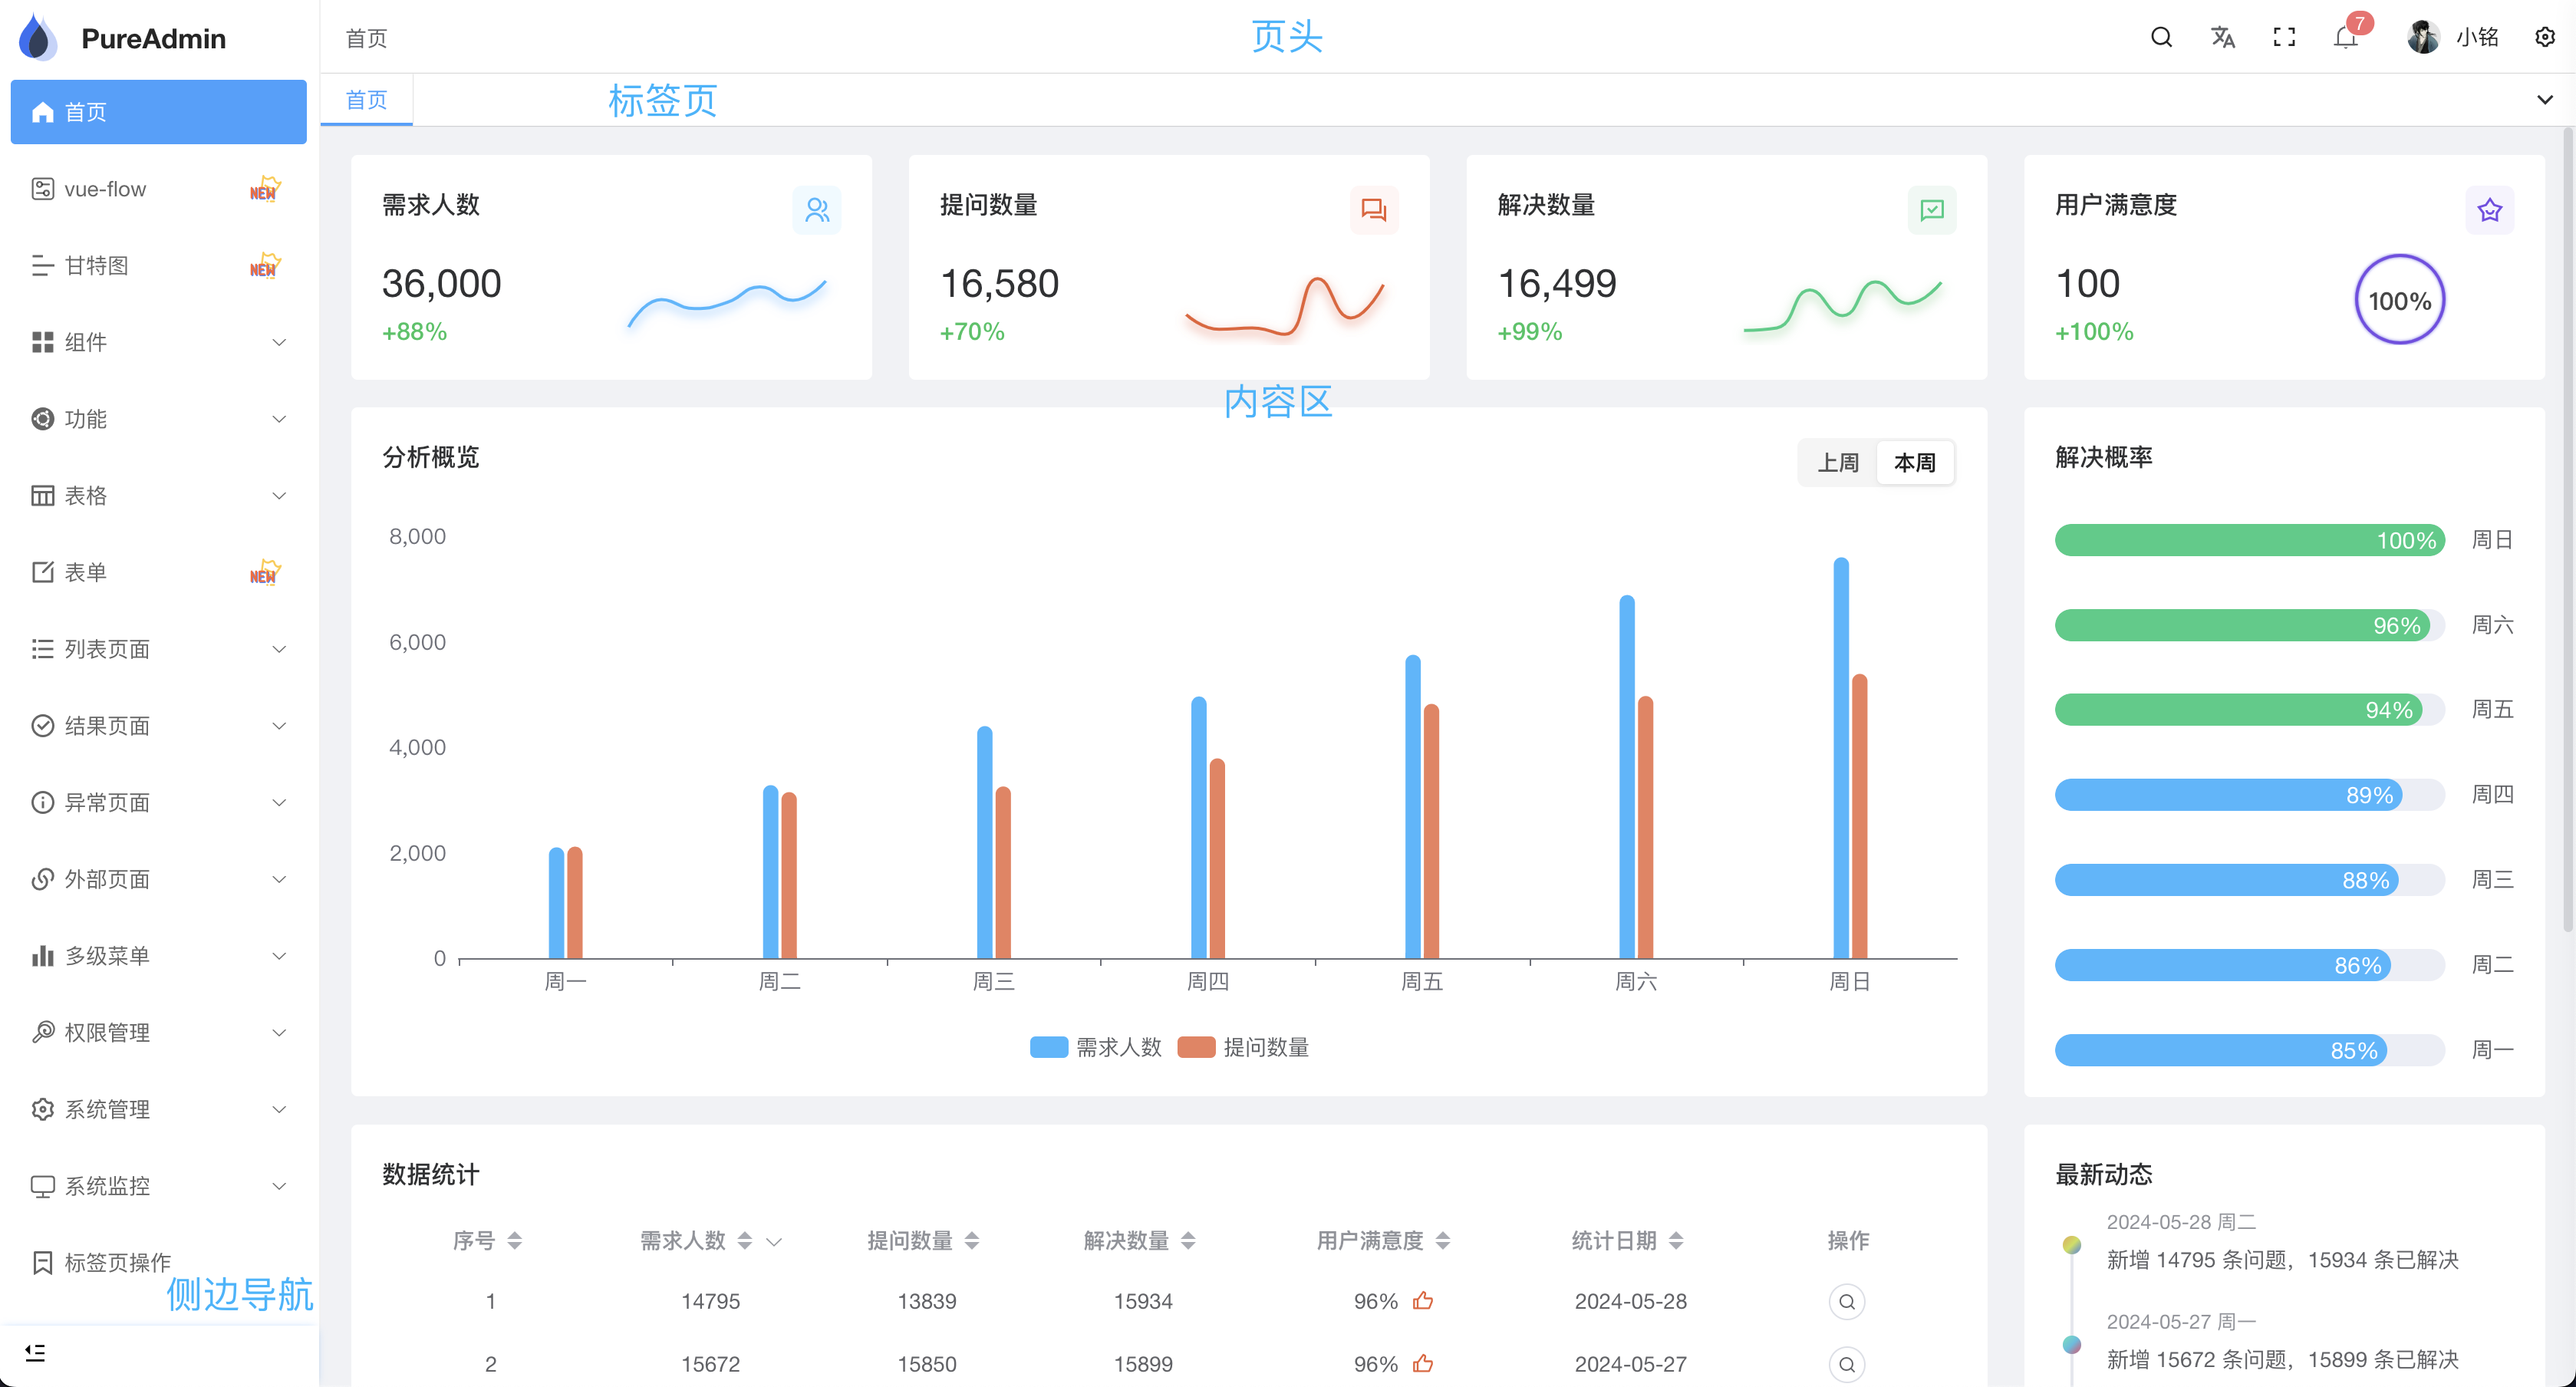 PureAdmin
首页
vue-flow
NEW
甘特图
NEW
组件
功能
表格
表单
NEW
列表页面
结果页面
异常页面
外部页面
多级菜单
权限管理
系统管理
系统监控
标签页操作
侧边导航
首页
页头
7
小铭
首页
标签页
需求人数
36,000
+88%
提问数量
16,580
+70%
解决数量
16,499
+99%
用户满意度
100
+100%
100%
内容区
分析概览
上周 本周
8,000
6,000
4,000
2,000
0
周一 周二 周三 周四 周五 周六 周日
需求人数 提问数量
解决概率
100% 周日
96% 周六
94% 周五
89% 周四
88% 周三
86% 周二
85% 周一
数据统计
序号 需求人数 提问数量 解决数量 用户满意度 统计日期 操作
1 14795 13839 15934 96% 2024-05-28
2 15672 15850 15899 96% 2024-05-27
最新动态
2024-05-28 周二
新增 14795 条问题，15934 条已解决
2024-05-27 周一
新增 15672 条问题，15899 条已解决